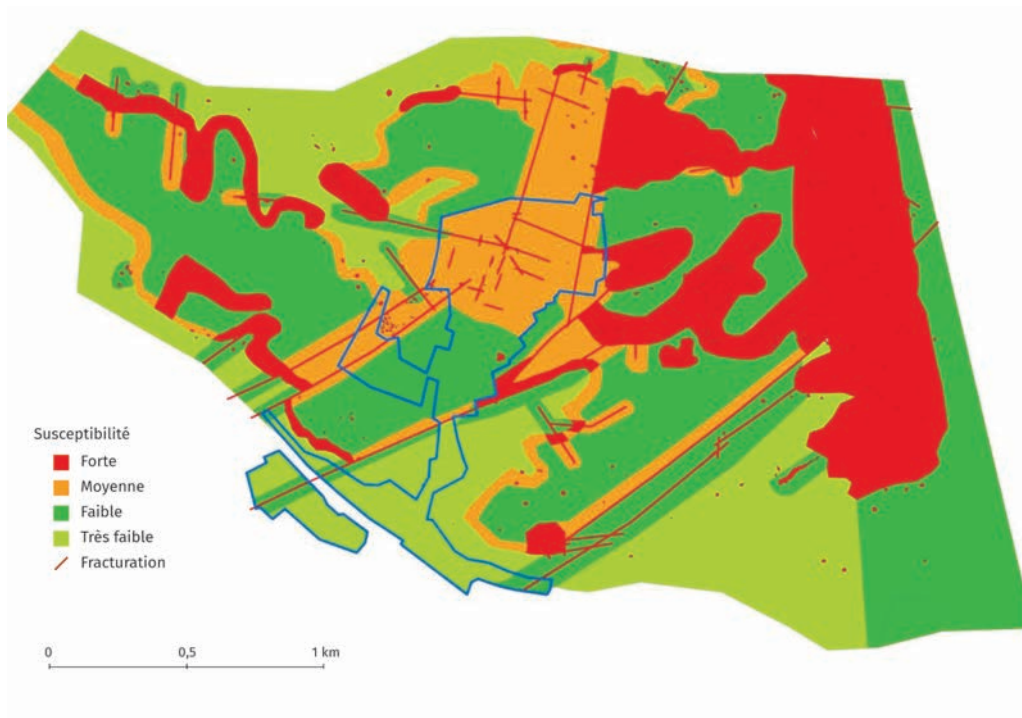 Susceptibilité
Forte
Moyenne
Faible
Très faible
Fracturation
0 0,5 1 km